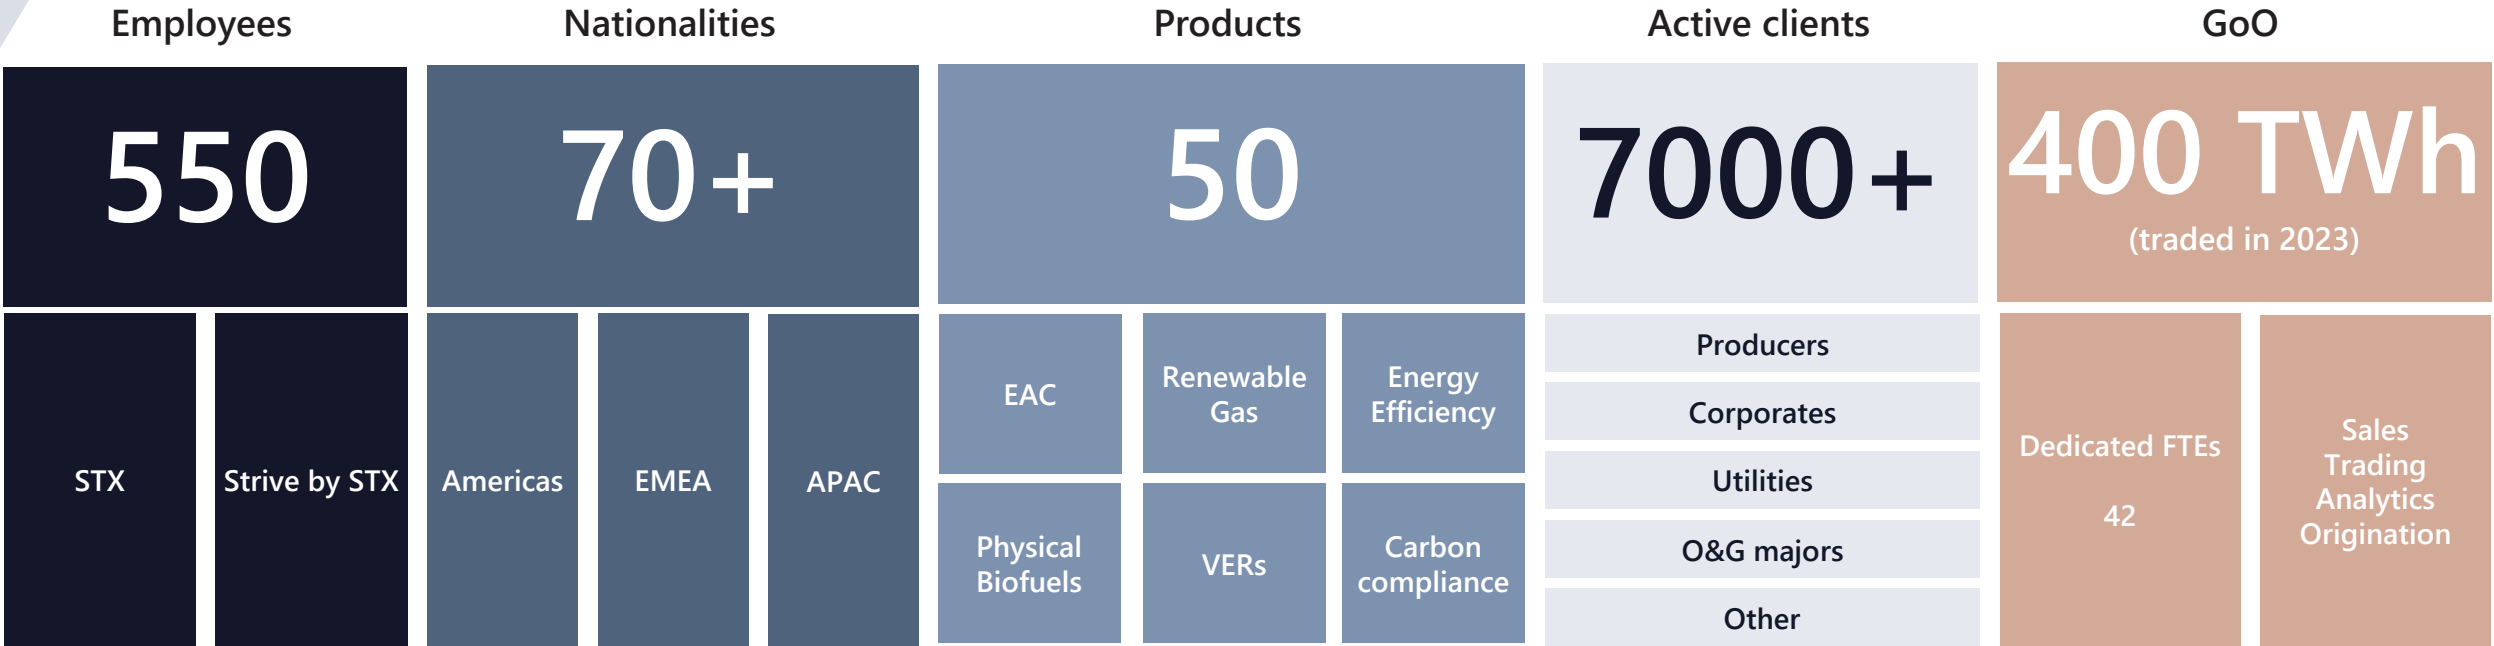 Employees
550
STX
Strive by STX
Nationalities
70+
Americas
EMEA
APAC
Products
50
EAC
Renewable
Gas
Energy
Efficiency
Physical
Biofuels
VERs
Carbon
compliance
Active clients
7000+
Producers
Corporates
Utilities
O&G majors
Other
GoO
400 TWh
(traded in 2023)
Dedicated FTEs
42
Sales
Trading
Analytics
Origination